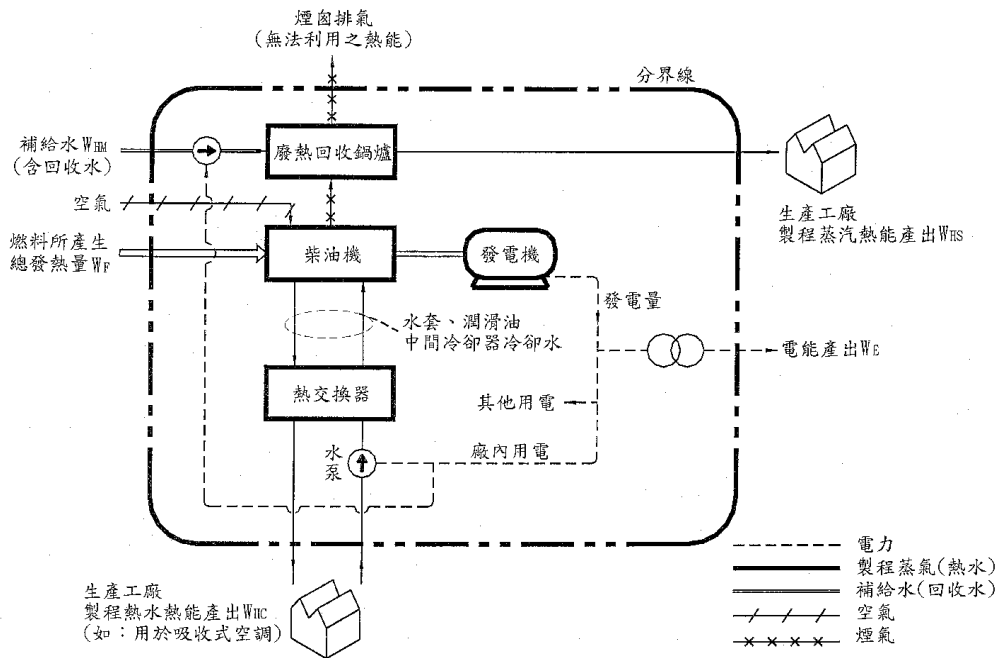 煙囪排氣
(無法利用之熱能)
分界線
補給水WHM
(含回收水)
廢熱回收鍋爐
空氣
生產工廠
製程蒸汽熱能產出WHS
燃料所產生
總發熱量WF
柴油機
發電機
發電量
水套、潤滑油
中間冷卻器冷卻水
電能產出WE
熱交換器
其他用電
水泵
廠內用電
生產工廠
製程熱水熱能產出WHC
(如：用於吸收式空調)
電力
製程蒸氣(熱水)
補給水(回收水)
空氣
煙氣